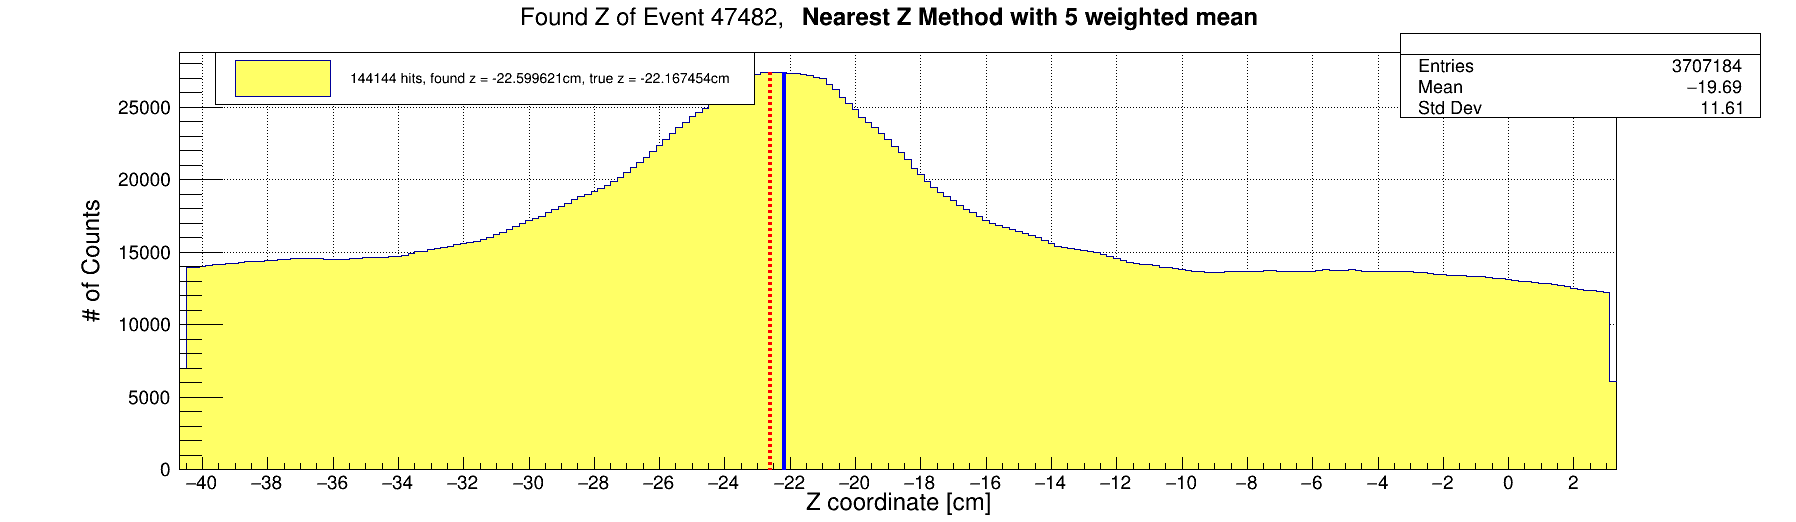 Found Z of Event 47482, Nearest Z Method with 5 weighted mean
144144 hits, found z = -22.599621cm, true z = -22.167454cm
Entries 3707184
Mean −19.69
Std Dev 11.61
25000
20000
15000
10000
5000
0
# of Counts
−40 −38 −36 −34 −32 −30 −28 −26 −24 −22 −20 −18 −16 −14 −12 −10 −8 −6 −4 −2 0 2
Z coordinate [cm]